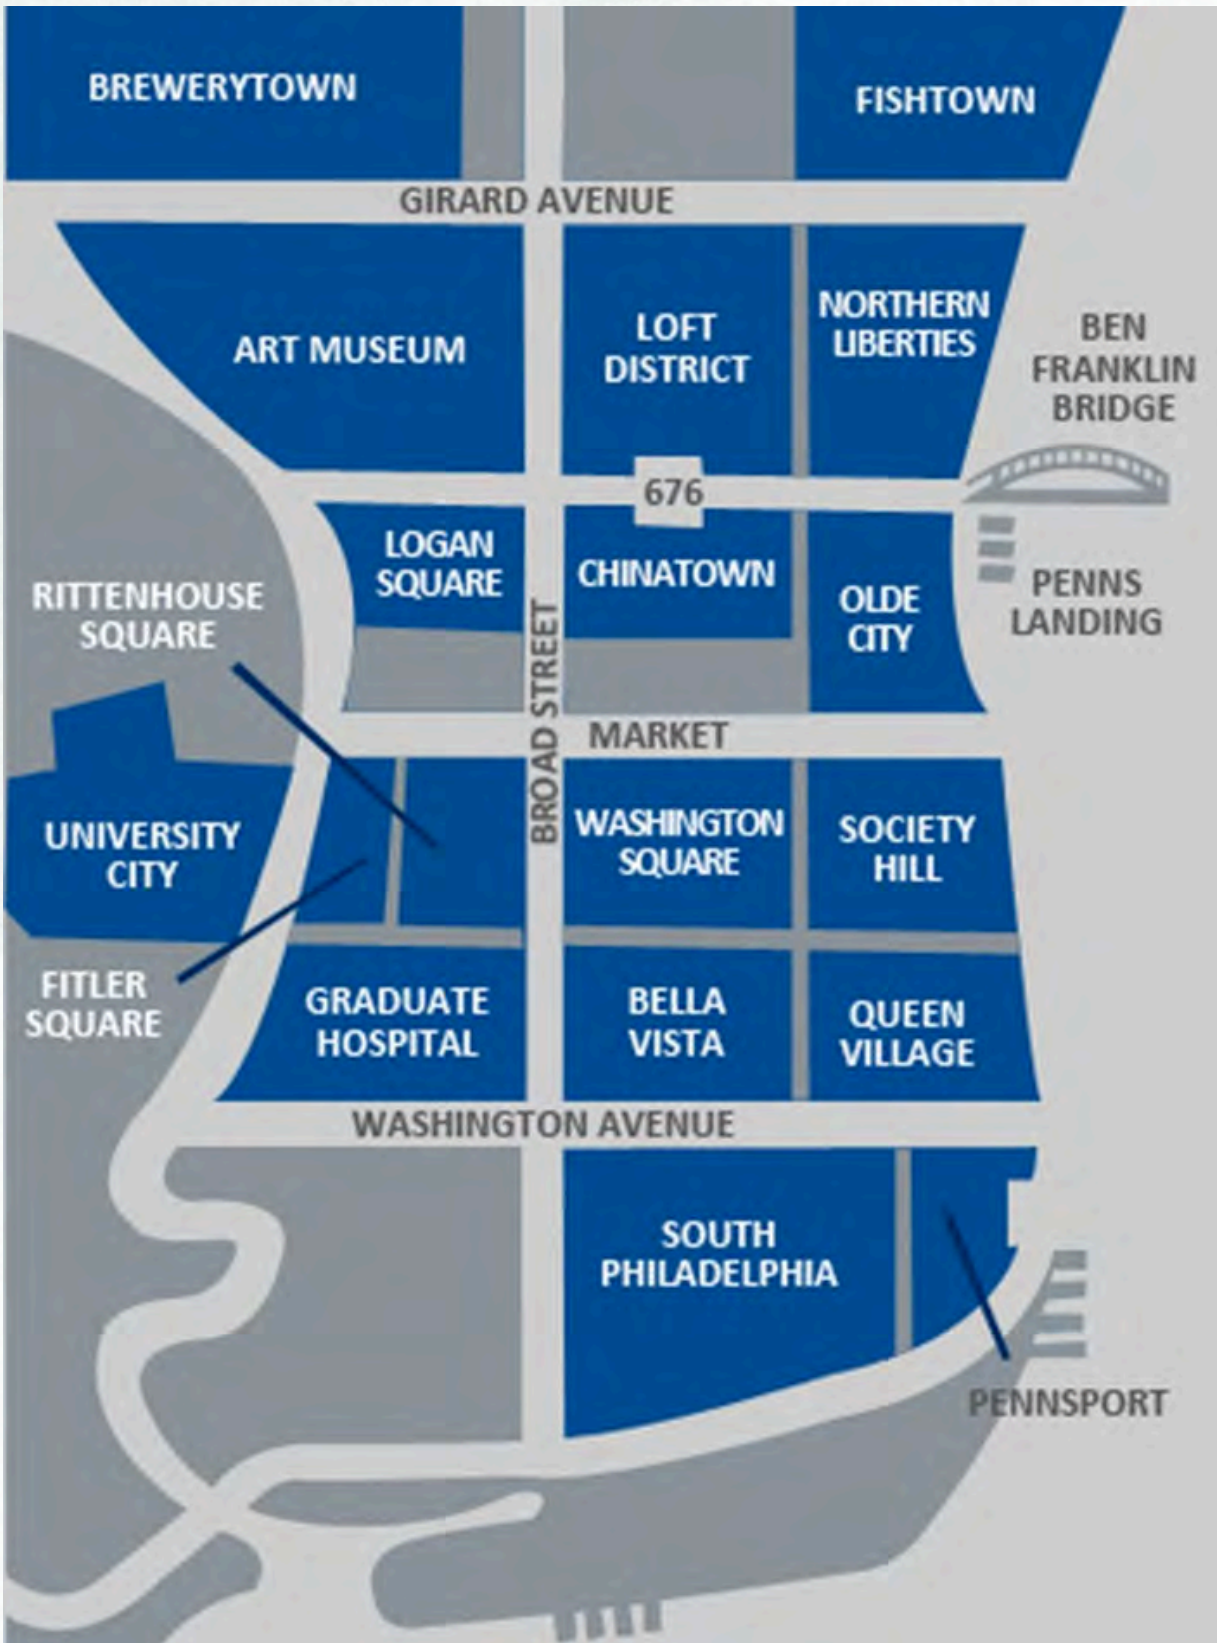 BREWERYTOWN
FISHTOWN
GIRARD AVENUE
ART MUSEUM
LOFT
DISTRICT
NORTHERN
LIBERTIES
BEN
FRANKLIN
BRIDGE
676
LOGAN
SQUARE
CHINATOWN
OLDE
CITY
PENNS
LANDING
RITTENHOUSE
SQUARE
BROAD STREET
MARKET
UNIVERSITY
CITY
WASHINGTON
SQUARE
SOCIETY
HILL
FITLER
SQUARE
GRADUATE
HOSPITAL
BELLA
VISTA
QUEEN
VILLAGE
WASHINGTON AVENUE
SOUTH
PHILADELPHIA
PENNSPORT